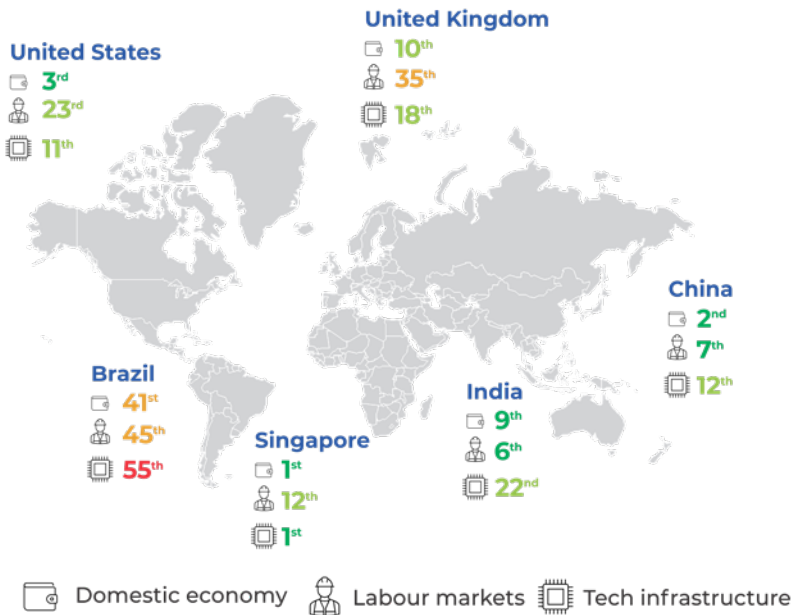 United States
3rd
23rd
11th
United Kingdom
10th
35th
18th
China
2nd
7th
12th
Brazil
41st
45th
55th
Singapore
1st
12th
1st
India
9th
6th
22nd
Domestic economy
Labour markets
Tech infrastructure